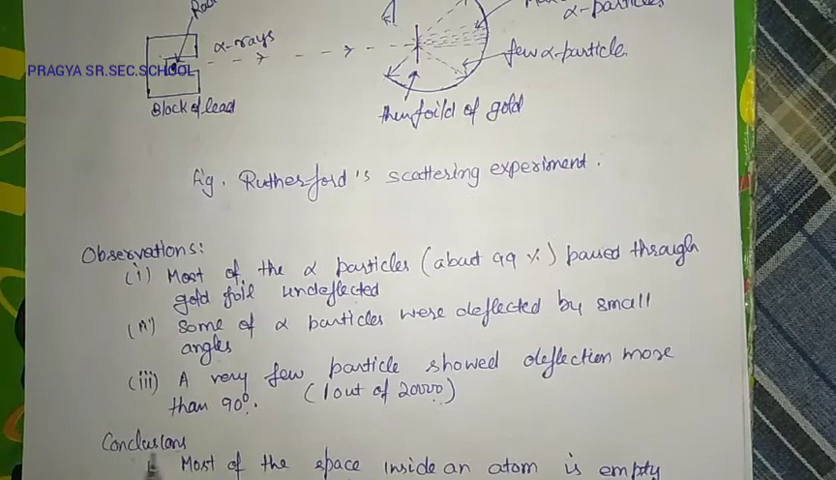 α-particles
α-rays
PRAGYA SR.SEC.SCHOOL
few α-particle.
Block of lead
thin foild of gold
fig. Rutherford's scattering experiment.
Observations:
(i) Most of the α particles (about 99 %) passed through
gold foil undeflected
(ii) some of α particles were deflected by small
angles
(iii) A very few particle showed deflection more
than 90°. (1 out of 20000)
Conclusions
Most of the space inside an atom is empty